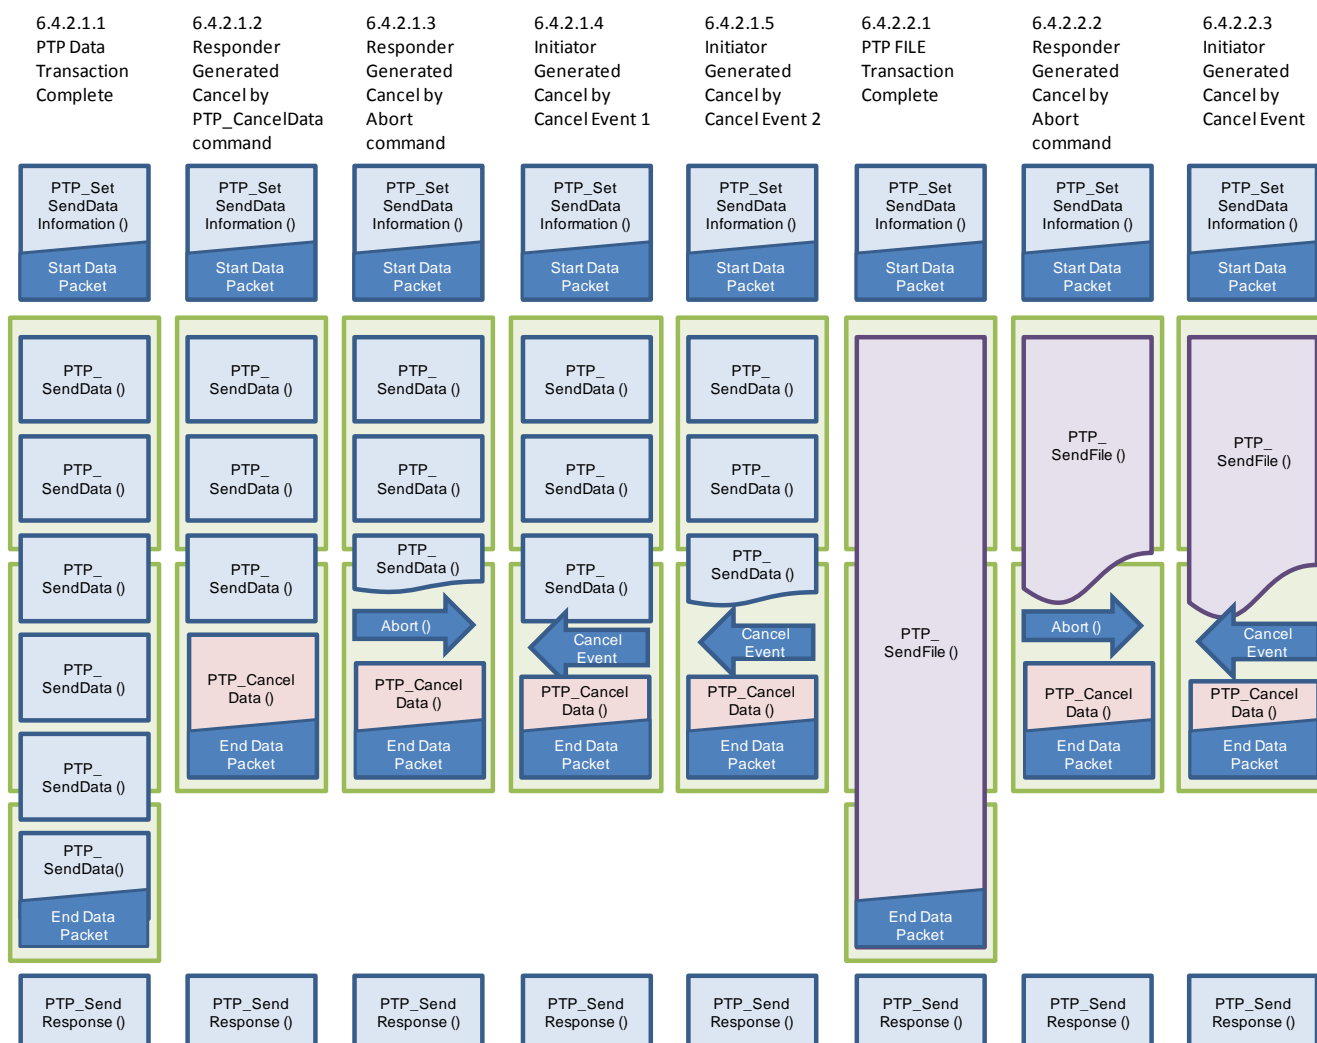 6.4.2.1.1
PTP Data
Transaction
Complete
6.4.2.1.2
Responder
Generated
Cancel by
PTP_CancelData
command
6.4.2.1.3
Responder
Generated
Cancel by
Abort
command
6.4.2.1.4
Initiator
Generated
Cancel by
Cancel Event 1
6.4.2.1.5
Initiator
Generated
Cancel by
Cancel Event 2
6.4.2.2.1
PTP FILE
Transaction
Complete
6.4.2.2.2
Responder
Generated
Cancel by
Abort
command
6.4.2.2.3
Initiator
Generated
Cancel by
Cancel Event
PTP_Set
SendData
Information ()
Start Data
Packet
PTP_
SendData ()
PTP_
SendData ()
PTP_
SendData ()
PTP_
SendData ()
PTP_
SendData ()
PTP_
SendData()
End Data
Packet
PTP_Send
Response ()
PTP_Set
SendData
Information ()
Start Data
Packet
PTP_
SendData ()
PTP_
SendData ()
PTP_
SendData ()
PTP_Cancel
Data ()
End Data
Packet
PTP_Send
Response ()
PTP_Set
SendData
Information ()
Start Data
Packet
PTP_
SendData ()
PTP_
SendData ()
PTP_
SendData ()
Abort ()
PTP_Cancel
Data ()
End Data
Packet
PTP_Send
Response ()
PTP_Set
SendData
Information ()
Start Data
Packet
PTP_
SendData ()
PTP_
SendData ()
PTP_
SendData ()
Cancel
Event
PTP_Cancel
Data ()
End Data
Packet
PTP_Send
Response ()
PTP_Set
SendData
Information ()
Start Data
Packet
PTP_
SendData ()
PTP_
SendData ()
PTP_
SendData ()
Cancel
Event
PTP_Cancel
Data ()
End Data
Packet
PTP_Send
Response ()
PTP_Set
SendData
Information ()
Start Data
Packet
PTP_
SendFile ()
End Data
Packet
PTP_Send
Response ()
PTP_Set
SendData
Information ()
Start Data
Packet
PTP_
SendFile ()
Abort ()
PTP_Cancel
Data ()
End Data
Packet
PTP_Send
Response ()
PTP_Set
SendData
Information ()
Start Data
Packet
PTP_
SendFile ()
Cancel
Event
PTP_Cancel
Data ()
End Data
Packet
PTP_Send
Response ()